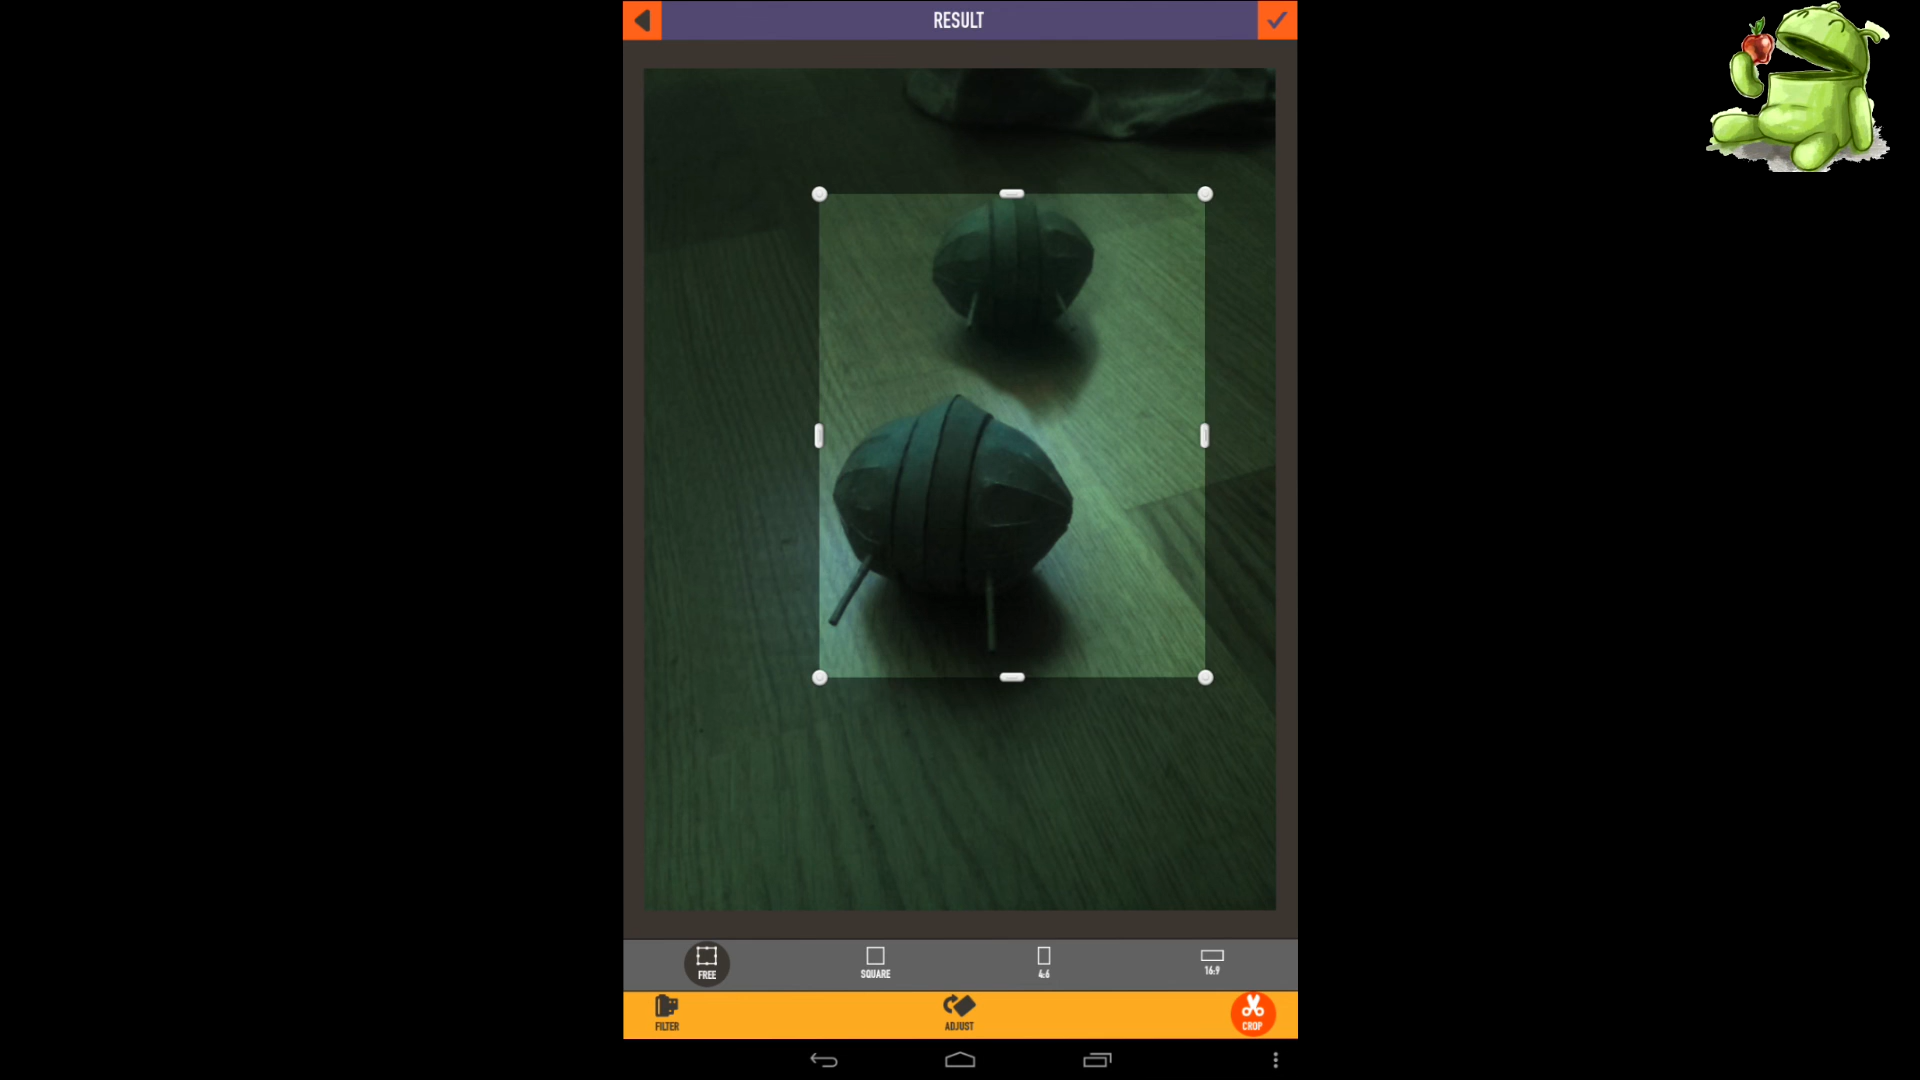 RESULT
FREE
SQUARE
4:6
16:9
FILTER
ADJUST
CROP